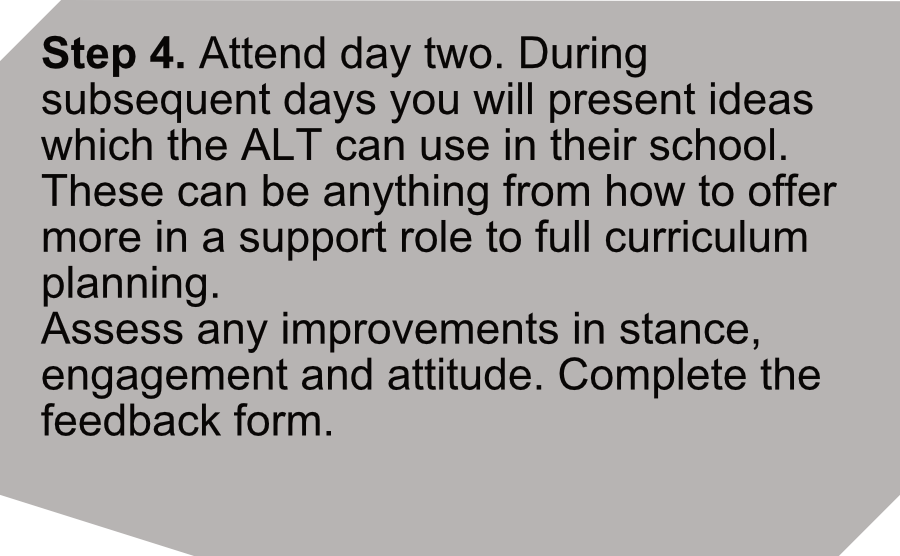 Step 4. Attend day two. During
subsequent days you will present ideas
which the ALT can use in their school.
These can be anything from how to offer
more in a support role to full curriculum
planning.
Assess any improvements in stance,
engagement and attitude. Complete the
feedback form.